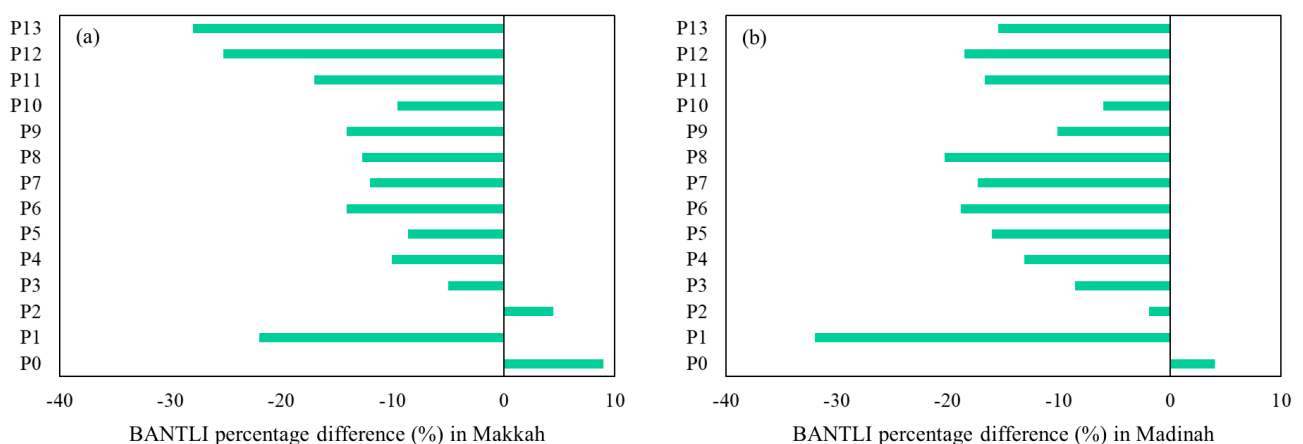 (a)
P13
P12
P11
P10
P9
P8
P7
P6
P5
P4
P3
P2
P1
P0
-40 -30 -20 -10 0 10
BANTLI percentage difference (%) in Makkah
(b)
P13
P12
P11
P10
P9
P8
P7
P6
P5
P4
P3
P2
P1
P0
-40 -30 -20 -10 0 10
BANTLI percentage difference (%) in Madinah